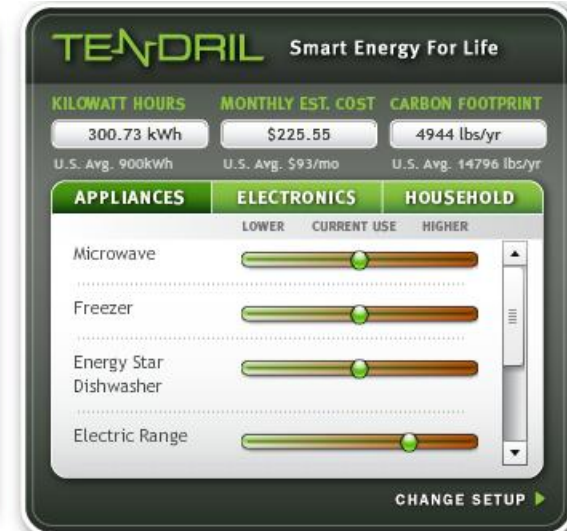 TENDRIL Smart Energy For Life
KILOWATT HOURS MONTHLY EST. COST CARBON FOOTPRINT
300.73 kWh $225.55 4944 lbs/yr
U.S. Avg. 900kWh U.S. Avg. $93/mo U.S. Avg. 14796 lbs/yr
APPLIANCES ELECTRONICS HOUSEHOLD
LOWER CURRENT USE HIGHER
Microwave
Freezer
Energy Star
Dishwasher
Electric Range
CHANGE SETUP